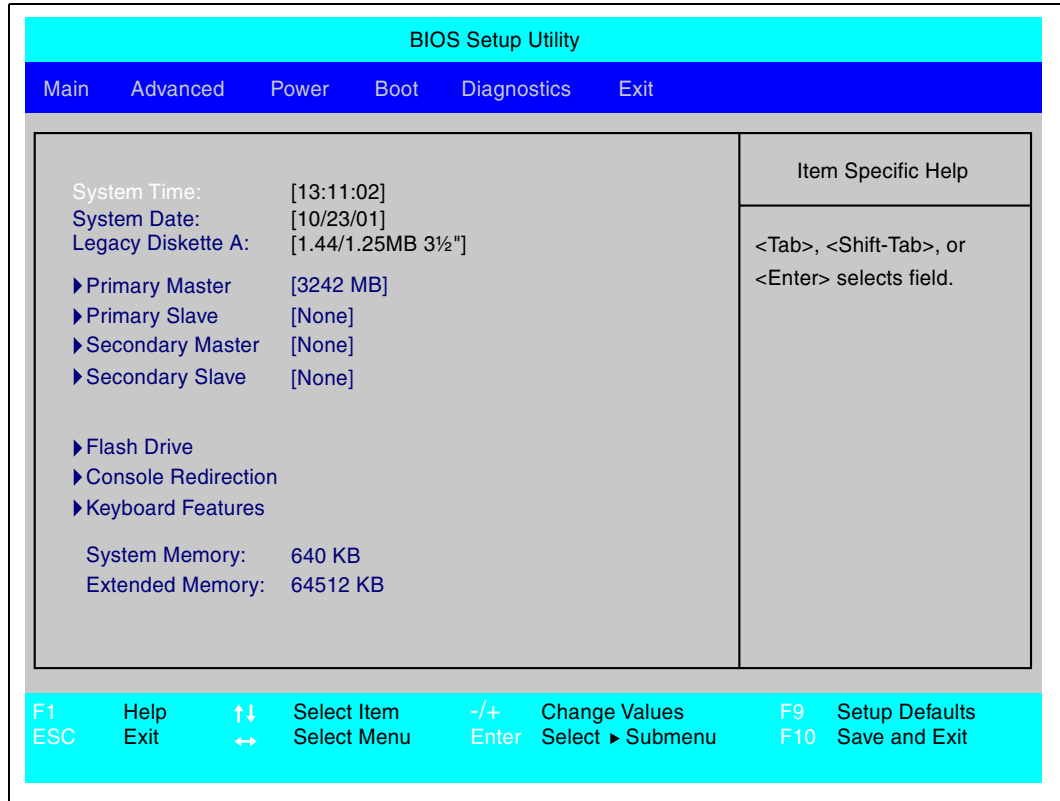 BIOS Setup Utility
Main Advanced Power Boot Diagnostics Exit
System Time: [13:11:02]
System Date: [10/23/01]
Legacy Diskette A: [1.44/1.25MB 3½"]
Primary Master [3242 MB]
Primary Slave [None]
Secondary Master [None]
Secondary Slave [None]
Flash Drive
Console Redirection
Keyboard Features
System Memory: 640 KB
Extended Memory: 64512 KB
Item Specific Help
<Tab>, <Shift-Tab>, or
<Enter> selects field.
F1 Help ↑↓ Select Item -/+ Change Values F9 Setup Defaults
ESC Exit ↔ Select Menu Enter Select ▶ Submenu F10 Save and Exit